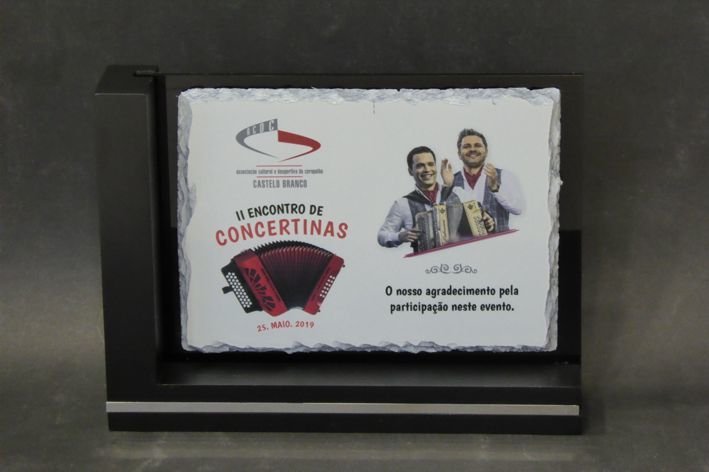 ACDC
associação cultural e desportiva da carapalha
CASTELO BRANCO
II ENCONTRO DE
CONCERTINAS
25. MAIO. 2019
O nosso agradecimento pela
participação neste evento.